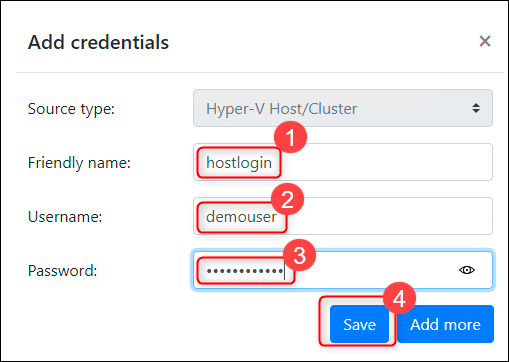 Add credentials ×
Source type: Hyper-V Host/Cluster
1
Friendly name: hostlogin
2
Username: demouser
3
Password: ••••••••••••
4
Save Add more